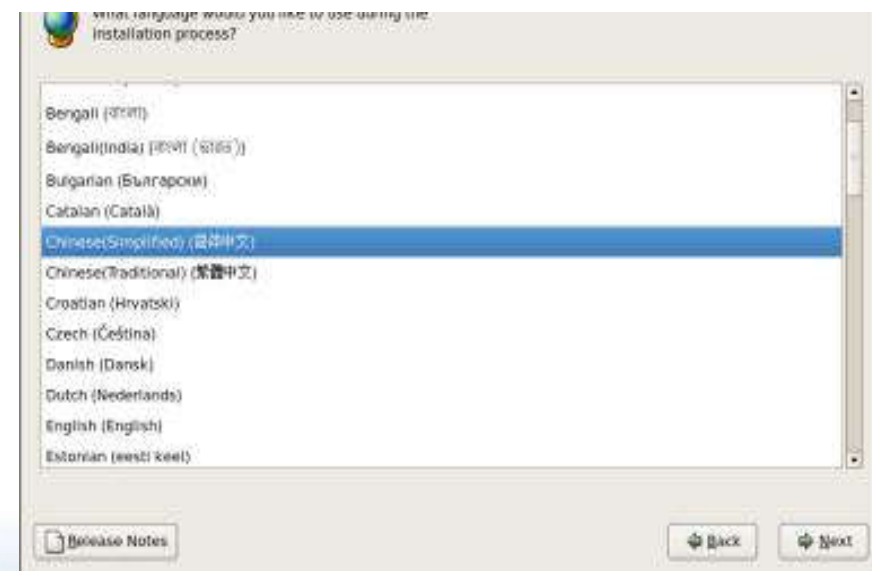 What language would you like to use during the
installation process?
Bengali (বাংলা)
Bengali(India) (বাংলা (ভারত))
Bulgarian (Български)
Catalan (Català)
Chinese(Simplified) (简体中文)
Chinese(Traditional) (繁體中文)
Croatian (Hrvatski)
Czech (Čeština)
Danish (Dansk)
Dutch (Nederlands)
English (English)
Estonian (eesti keel)
Release Notes
Back
Next